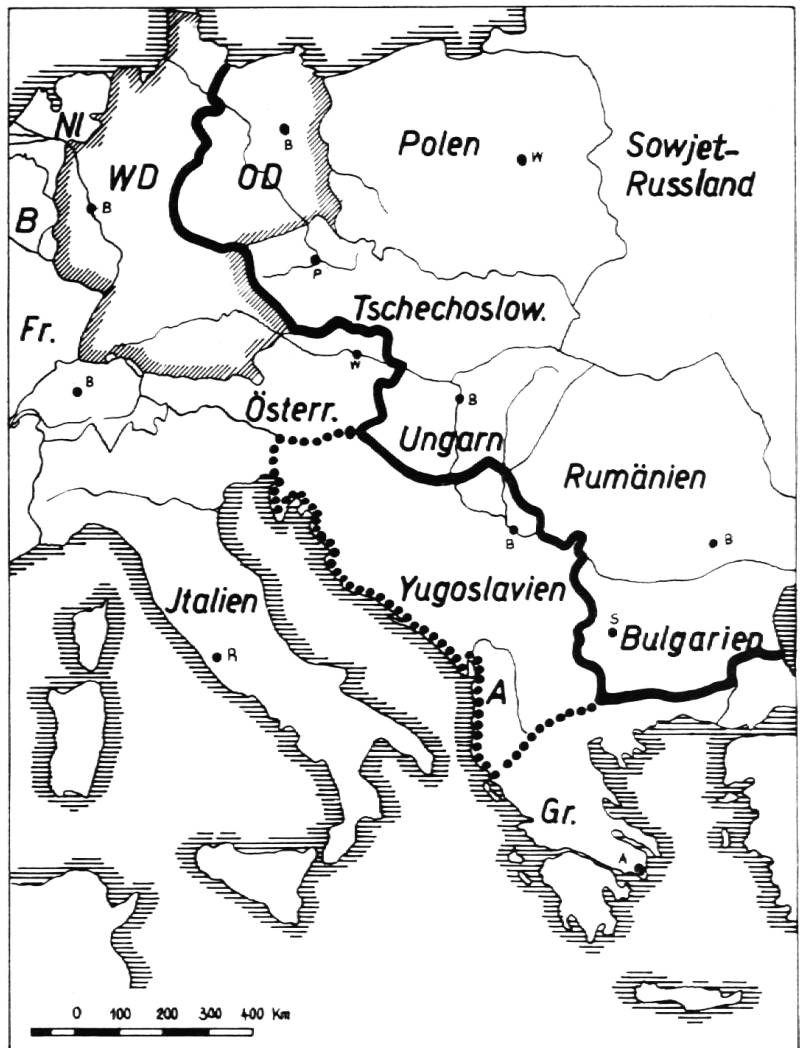 Nl
B
Polen
W
Sowjet-
Russland
WD
OD
B
B
P
Tschechoslow.
Fr.
W
B
B
Österr.
Ungarn
Rumänien
B
B
Yugoslavien
Jtalien
S
Bulgarien
R
A
Gr.
A
0 100 200 300 400 Km